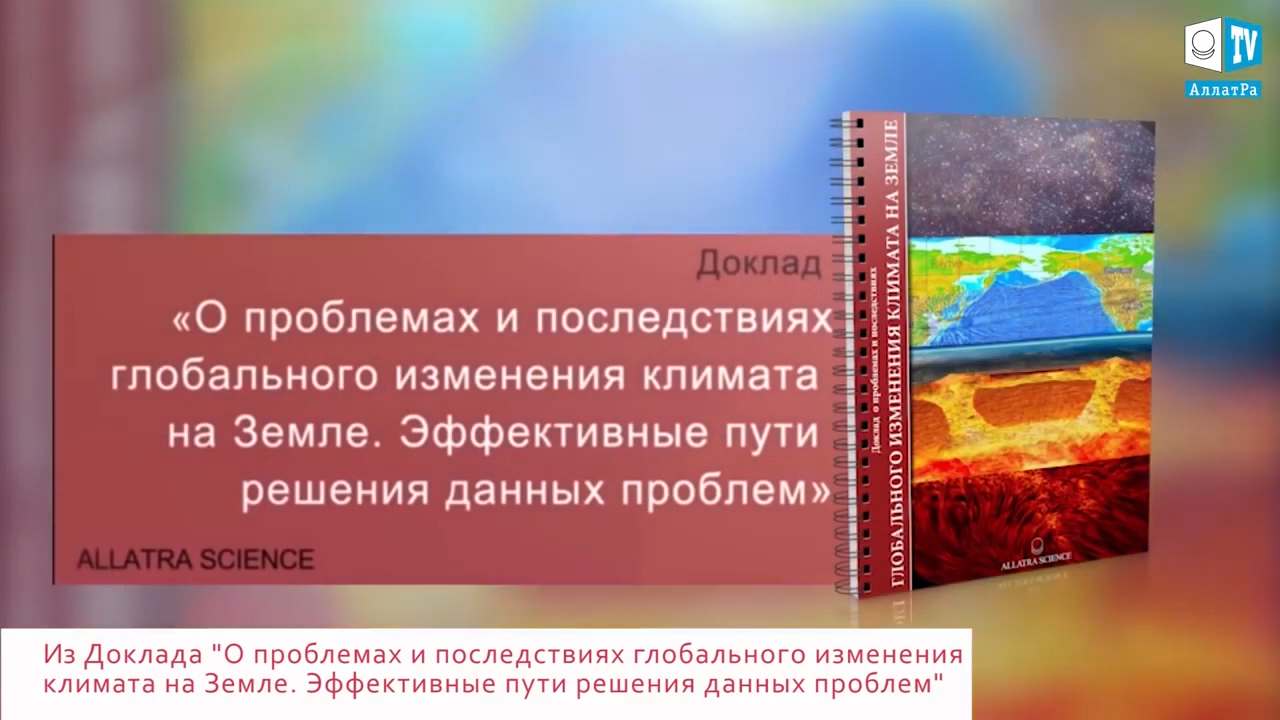 TV
АллатРа
Доклад
«О проблемах и последствиях
глобального изменения климата
на Земле. Эффективные пути
решения данных проблем»
ALLATRA SCIENCE
Доклад о проблемах и последствиях
ГЛОБАЛЬНОГО ИЗМЕНЕНИЯ КЛИМАТА НА ЗЕМЛЕ
ALLATRA SCIENCE
Из Доклада "О проблемах и последствиях глобального изменения
климата на Земле. Эффективные пути решения данных проблем"